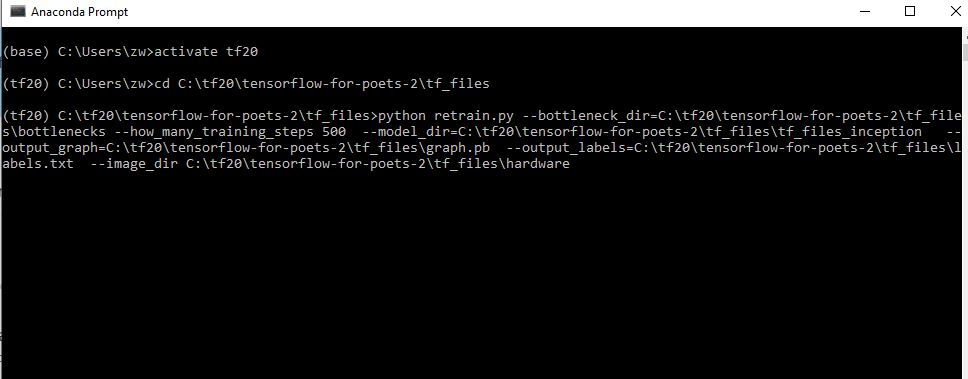 Anaconda Prompt
(base) C:\Users\zw>activate tf20
(tf20) C:\Users\zw>cd C:\tf20\tensorflow-for-poets-2\tf_files
(tf20) C:\tf20\tensorflow-for-poets-2\tf_files>python retrain.py --bottleneck_dir=C:\tf20\tensorflow-for-poets-2\tf_file
s\bottlenecks --how_many_training_steps 500  --model_dir=C:\tf20\tensorflow-for-poets-2\tf_files\tf_files_inception  --
output_graph=C:\tf20\tensorflow-for-poets-2\tf_files\graph.pb  --output_labels=C:\tf20\tensorflow-for-poets-2\tf_files\l
abels.txt  --image_dir C:\tf20\tensorflow-for-poets-2\tf_files\hardware